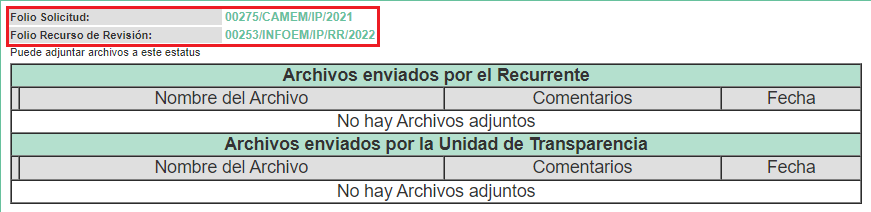 Folio Solicitud: 00275/CAMEM/IP/2021
Folio Recurso de Revisión: 00253/INFOEM/IP/RR/2022
Puede adjuntar archivos a este estatus
Archivos enviados por el Recurrente
Nombre del Archivo Comentarios Fecha
No hay Archivos adjuntos
Archivos enviados por la Unidad de Transparencia
Nombre del Archivo Comentarios Fecha
No hay Archivos adjuntos